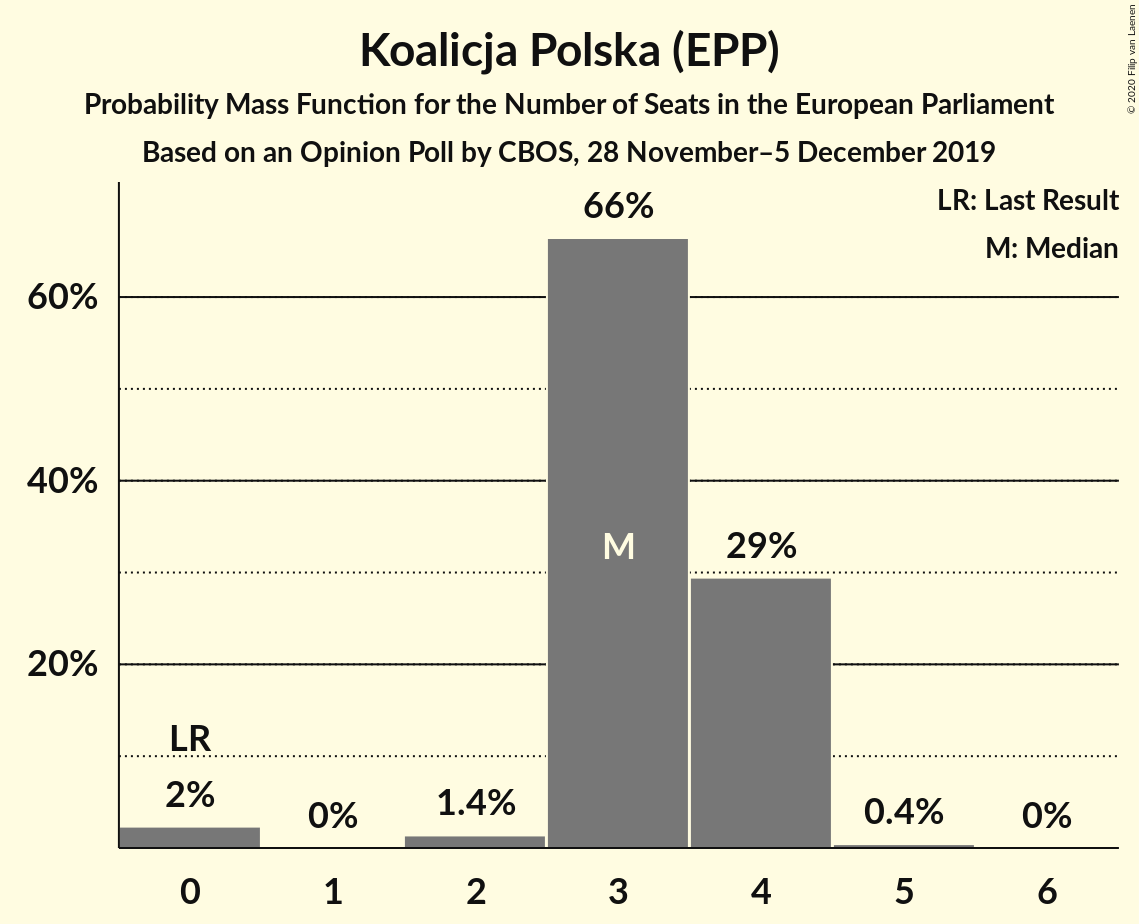 Koalicja Polska (EPP)
Probability Mass Function for the Number of Seats in the European Parliament
Based on an Opinion Poll by CBOS, 28 November–5 December 2019
© 2020 Filip van Laenen
LR: Last Result
M: Median
66%
60%
40%
M
29%
20%
LR
2%
0%
1.4%
0.4%
0%
0 1 2 3 4 5 6